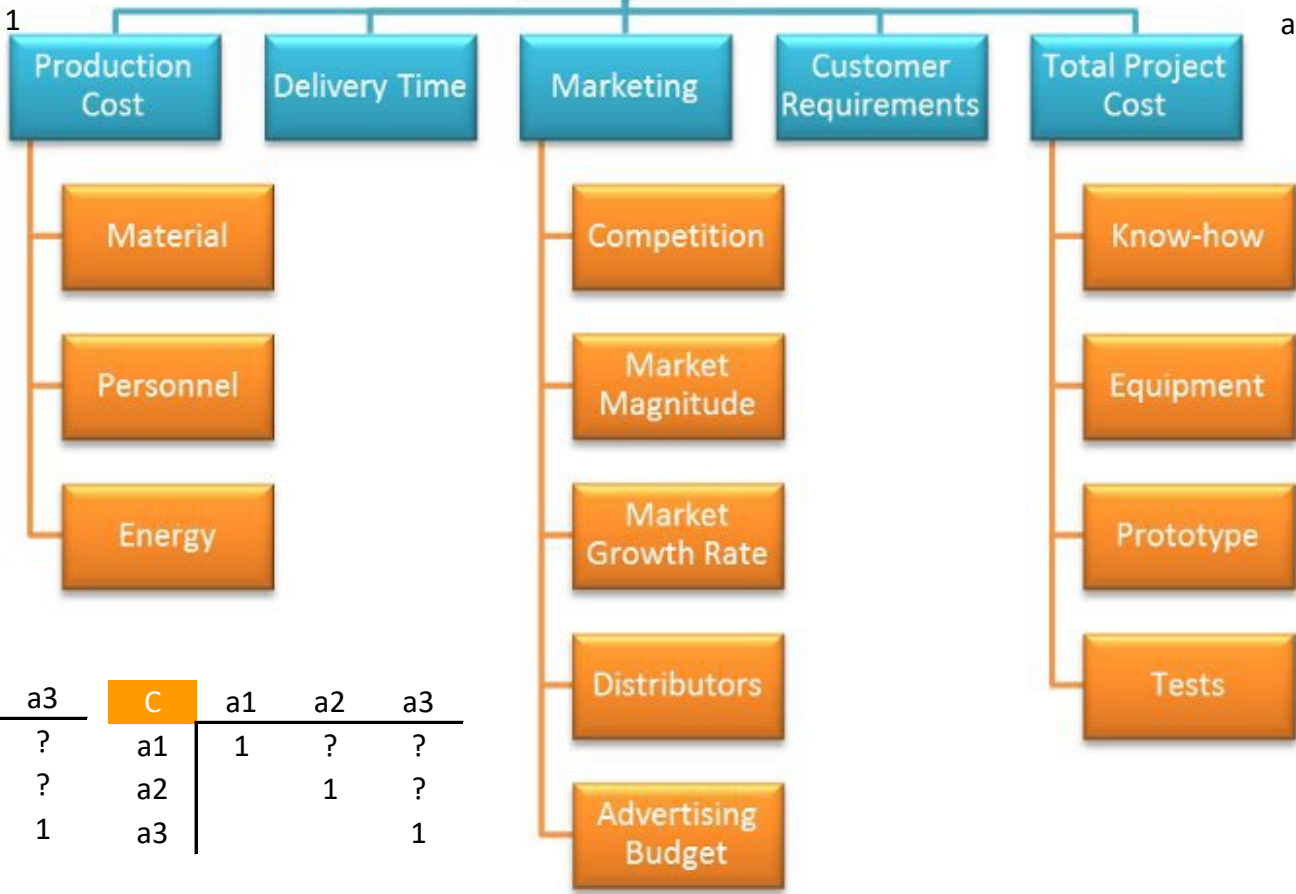 1
a
Production
Cost
Delivery Time
Marketing
Customer
Requirements
Total Project
Cost
Material
Personnel
Energy
Competition
Market
Magnitude
Market
Growth Rate
Distributors
Advertising
Budget
Know-how
Equipment
Prototype
Tests
a3
?
?
1
C a1 a2 a3
a1 1 ? ?
a2 1 ?
a3 1